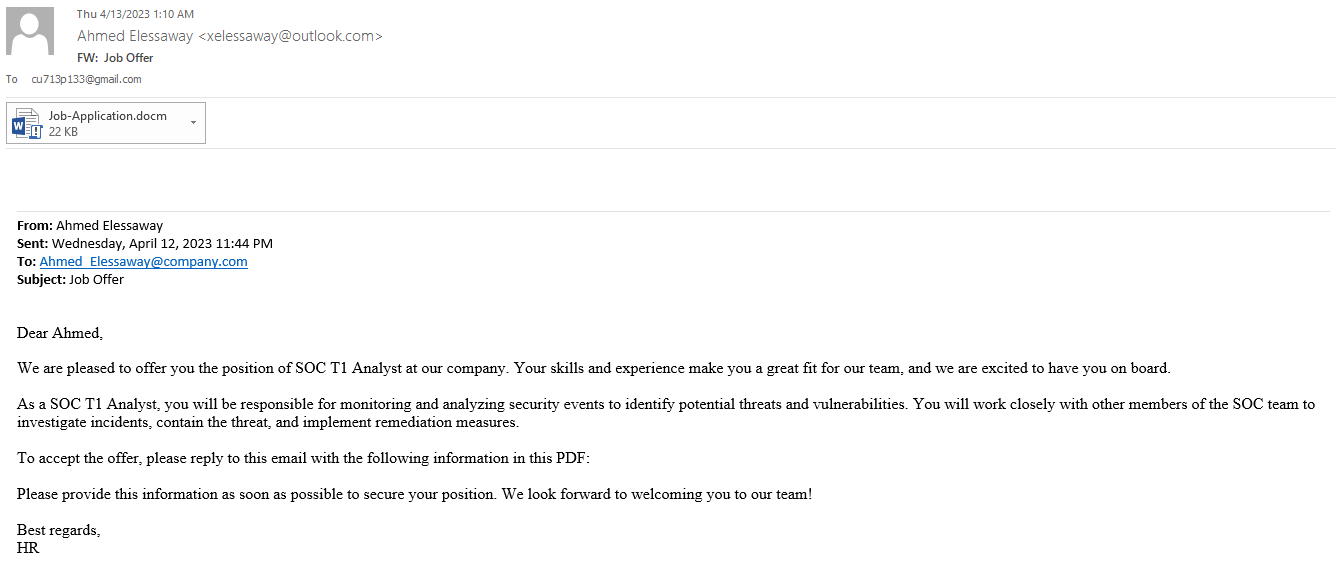 Thu 4/13/2023 1:10 AM
Ahmed Elessaway <xelessaway@outlook.com>
FW: Job Offer
To cu713p133@gmail.com
Job-Application.docm
22 KB
From: Ahmed Elessaway
Sent: Wednesday, April 12, 2023 11:44 PM
To: Ahmed_Elessaway@company.com
Subject: Job Offer
Dear Ahmed,
We are pleased to offer you the position of SOC T1 Analyst at our company. Your skills and experience make you a great fit for our team, and we are excited to have you on board.
As a SOC T1 Analyst, you will be responsible for monitoring and analyzing security events to identify potential threats and vulnerabilities. You will work closely with other members of the SOC team to
investigate incidents, contain the threat, and implement remediation measures.
To accept the offer, please reply to this email with the following information in this PDF:
Please provide this information as soon as possible to secure your position. We look forward to welcoming you to our team!
Best regards,
HR